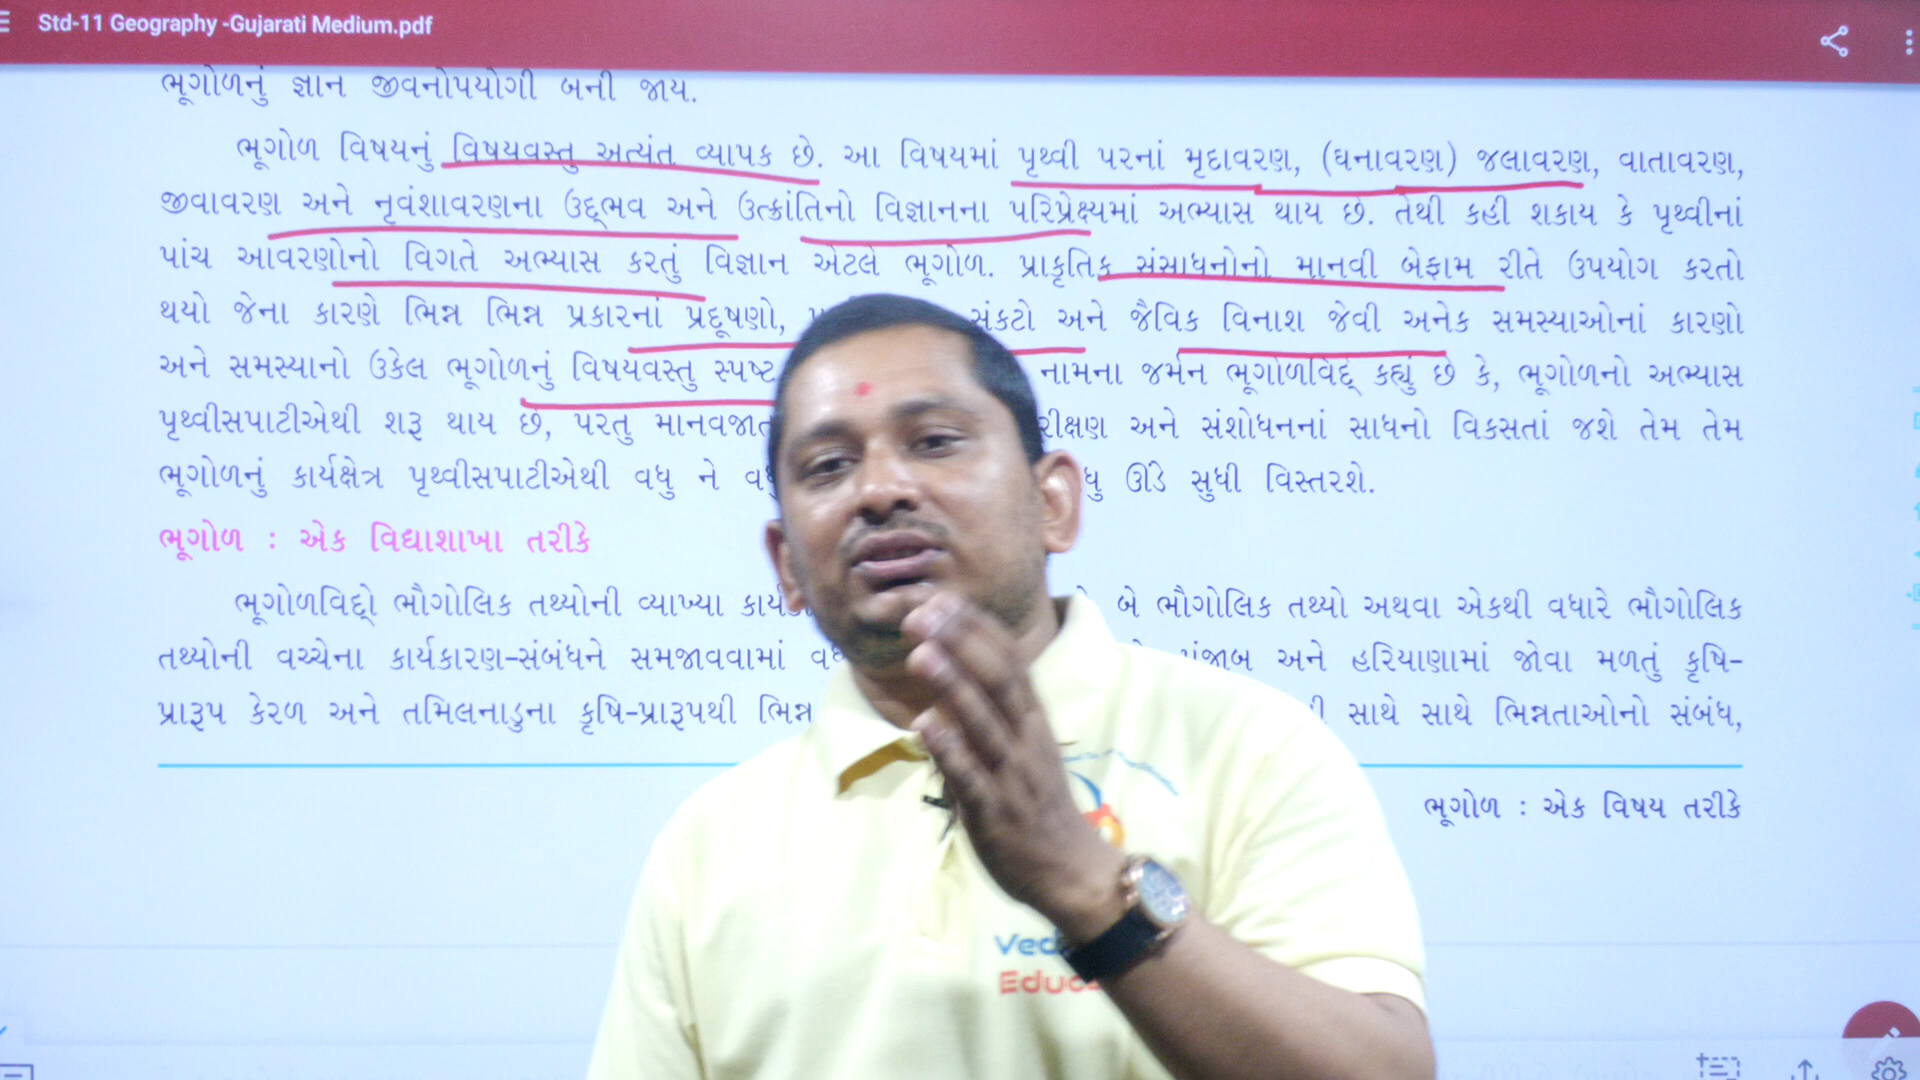 Std-11 Geography -Gujarati Medium.pdf
ભૂગોળનું જ્ઞાન જીવનોપયોગી બની જાય.
ભૂગોળ વિષયનું વિષયવસ્તુ અત્યંત વ્યાપક છે. આ વિષયમાં પૃથ્વી પરનાં મૃદાવરણ, (ઘનાવરણ) જલાવરણ, વાતાવરણ,
જીવાવરણ અને નૃવંશાવરણના ઉદ્ભવ અને ઉત્ક્રાંતિનો વિજ્ઞાનના પરિપ્રેક્ષ્યમાં અભ્યાસ થાય છે. તેથી કહી શકાય કે પૃથ્વીનાં
પાંચ આવરણોનો વિગતે અભ્યાસ કરતું વિજ્ઞાન એટલે ભૂગોળ. પ્રાકૃતિક સંસાધનોનો માનવી બેફામ રીતે ઉપયોગ કરતો
થયો જેના કારણે ભિન્ન ભિન્ન પ્રકારનાં પ્રદૂષણો, સંકટો અને જૈવિક વિનાશ જેવી અનેક સમસ્યાઓનાં કારણો
અને સમસ્યાનો ઉકેલ ભૂગોળનું વિષયવસ્તુ સ્પષ્ટ નામના જર્મન ભૂગોળવિદ્દે કહ્યું છે કે, ભૂગોળનો અભ્યાસ
પૃથ્વીસપાટીએથી શરૂ થાય છે, પરંતુ અને સંશોધનનાં સાધનો વિકસતાં જશે તેમ તેમ
ભૂગોળનું કાર્યક્ષેત્ર પૃથ્વીસપાટીએથી વધુ ને ઊંડે સુધી વિસ્તરશે.
ભૂગોળ : એક વિદ્યાશાખા તરીકે
ભૂગોળવિદ્દો ભૌગોલિક તથ્યોની વ્યાખ્યા બે ભૌગોલિક તથ્યો અથવા એકથી વધારે ભૌગોલિક
તથ્યોની વચ્ચેના કાર્યકારણ-સંબંધને સમજાવવામાં પંજાબ અને હરિયાણામાં જોવા મળતું કૃષિ-
પ્રારૂપ કેરળ અને તમિલનાડુના કૃષિ-પ્રારૂપથી ભિન્ન સાથે સાથે ભિન્નતાઓનો સંબંધ,
ભૂગોળ : એક વિષય તરીકે